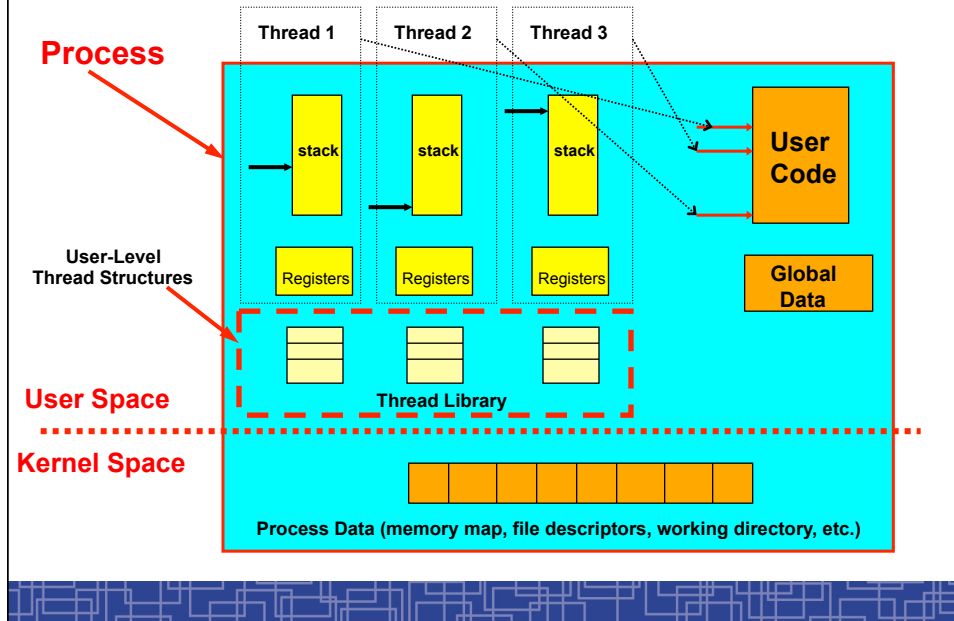 Thread 1
Thread 2
Thread 3
Process
stack
stack
stack
User
Code
User-Level
Thread Structures
Registers
Registers
Registers
Global
Data
User Space
Thread Library
Kernel Space
Process Data (memory map, file descriptors, working directory, etc.)